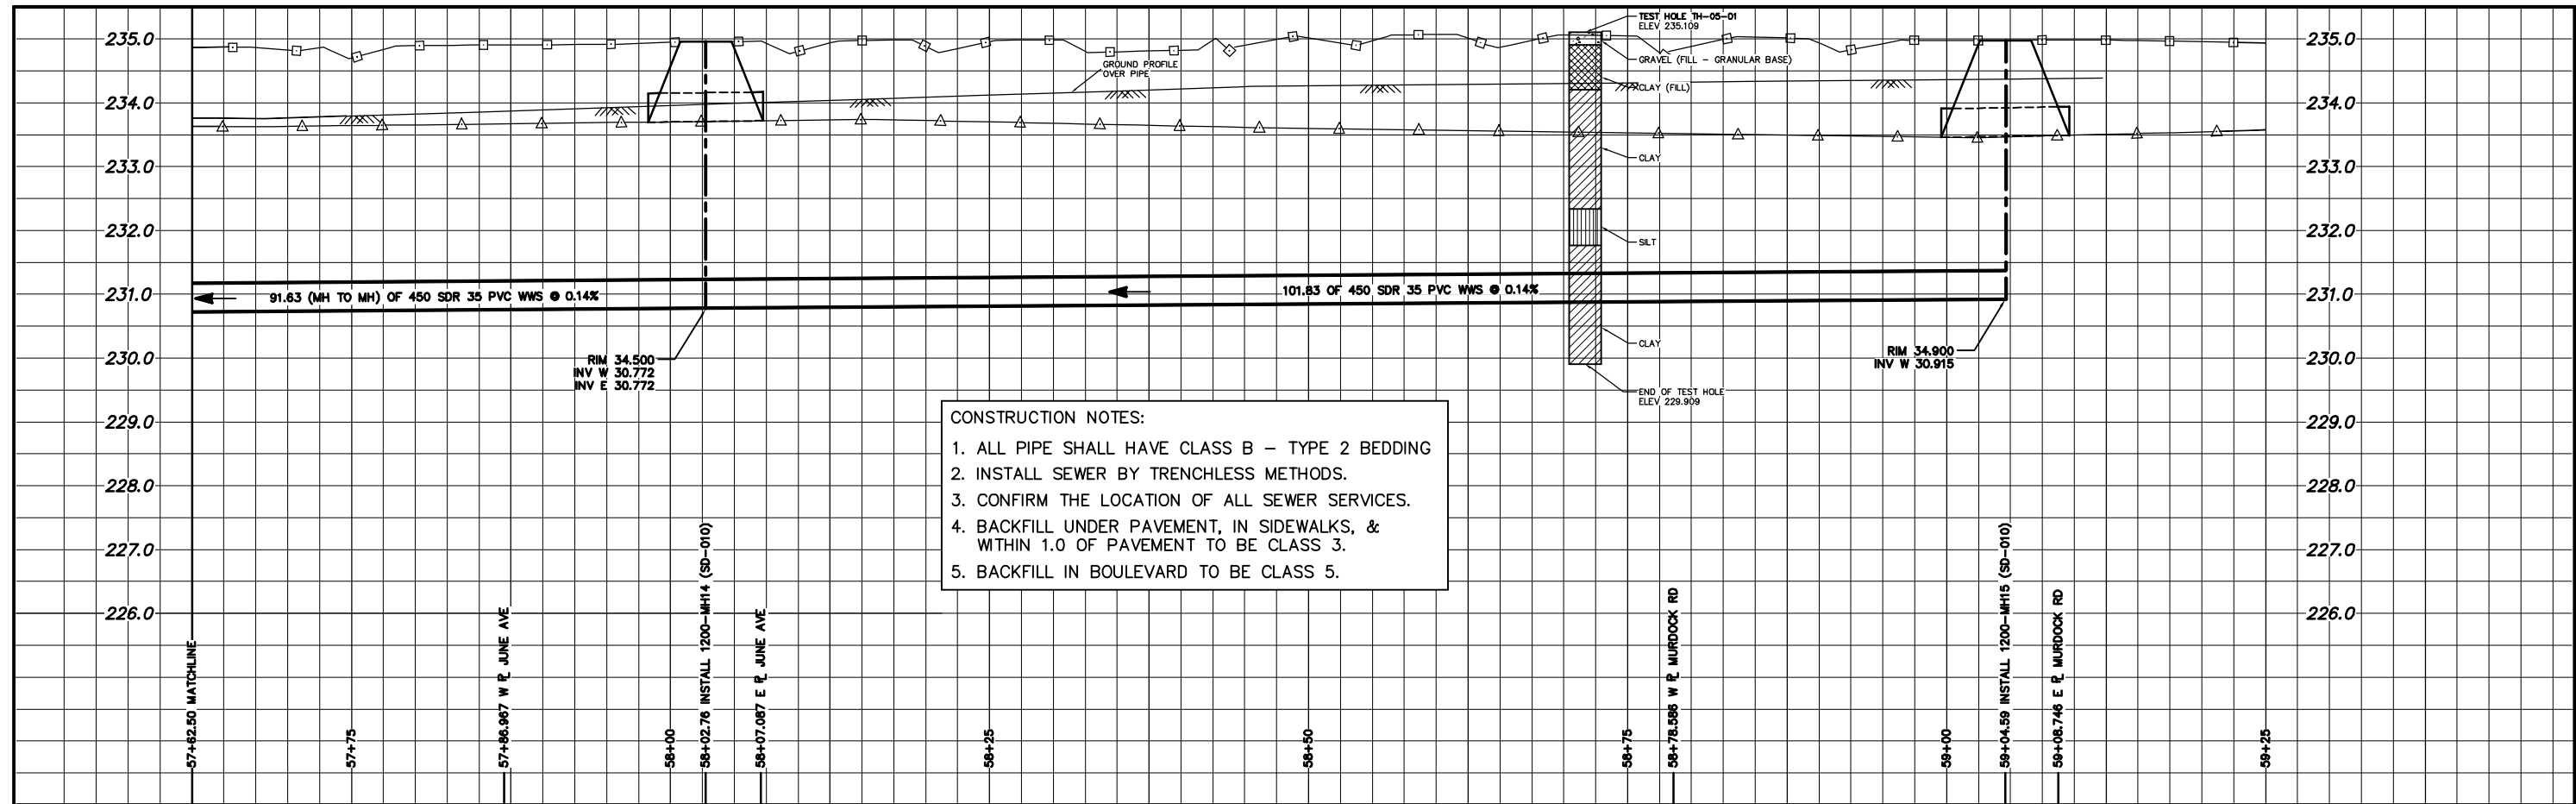 TEST HOLE TH-05-01
ELEV 235.109
235.0
235.0
GRAVEL (FILL - GRANULAR BASE)
GROUND PROFILE
OVER PIPE
CLAY (FILL)
234.0
234.0
CLAY
233.0
233.0
232.0
232.0
SILT
231.0
91.63 (MH TO MH) OF 450 SDR 35 PVC WWS @ 0.14%
101.83 OF 450 SDR 35 PVC WWS @ 0.14%
231.0
CLAY
230.0
230.0
RIM 34.500
INV W 30.772
INV E 30.772
RIM 34.900
INV W 30.915
END OF TEST HOLE
ELEV 229.909
229.0
229.0
CONSTRUCTION NOTES:
1. ALL PIPE SHALL HAVE CLASS B - TYPE 2 BEDDING
2. INSTALL SEWER BY TRENCHLESS METHODS.
3. CONFIRM THE LOCATION OF ALL SEWER SERVICES.
4. BACKFILL UNDER PAVEMENT, IN SIDEWALKS, &
WITHIN 1.0 OF PAVEMENT TO BE CLASS 3.
5. BACKFILL IN BOULEVARD TO BE CLASS 5.
228.0
228.0
227.0
227.0
226.0
226.0
57+62.50 MATCHLINE
57+75
57+86.967 W PL JUNE AVE
58+00
58+02.76 INSTALL 1200-MH14 (SD-010)
58+07.087 E PL JUNE AVE
58+25
58+50
58+75
58+78.586 W PL MURDOCK RD
59+00
59+04.59 INSTALL 1200-MH15 (SD-010)
59+08.746 E PL MURDOCK RD
59+25